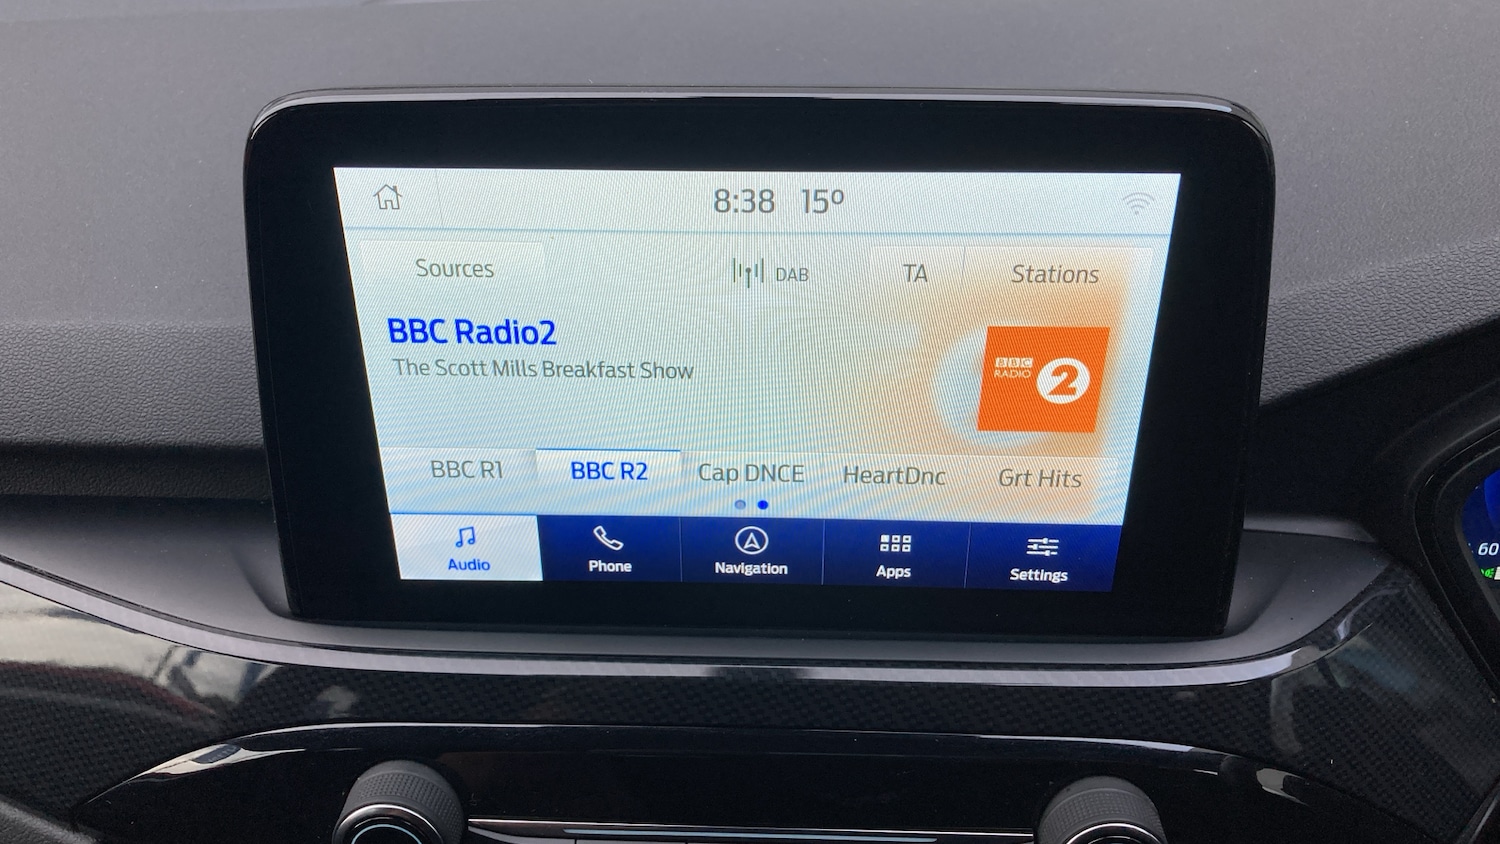 8:38 15º
Sources DAB TA Stations
BBC Radio2
The Scott Mills Breakfast Show
BBC
RADIO 2
BBC R1 BBC R2 Cap DNCE HeartDnc Grt Hits
Audio Phone Navigation Apps Settings
60